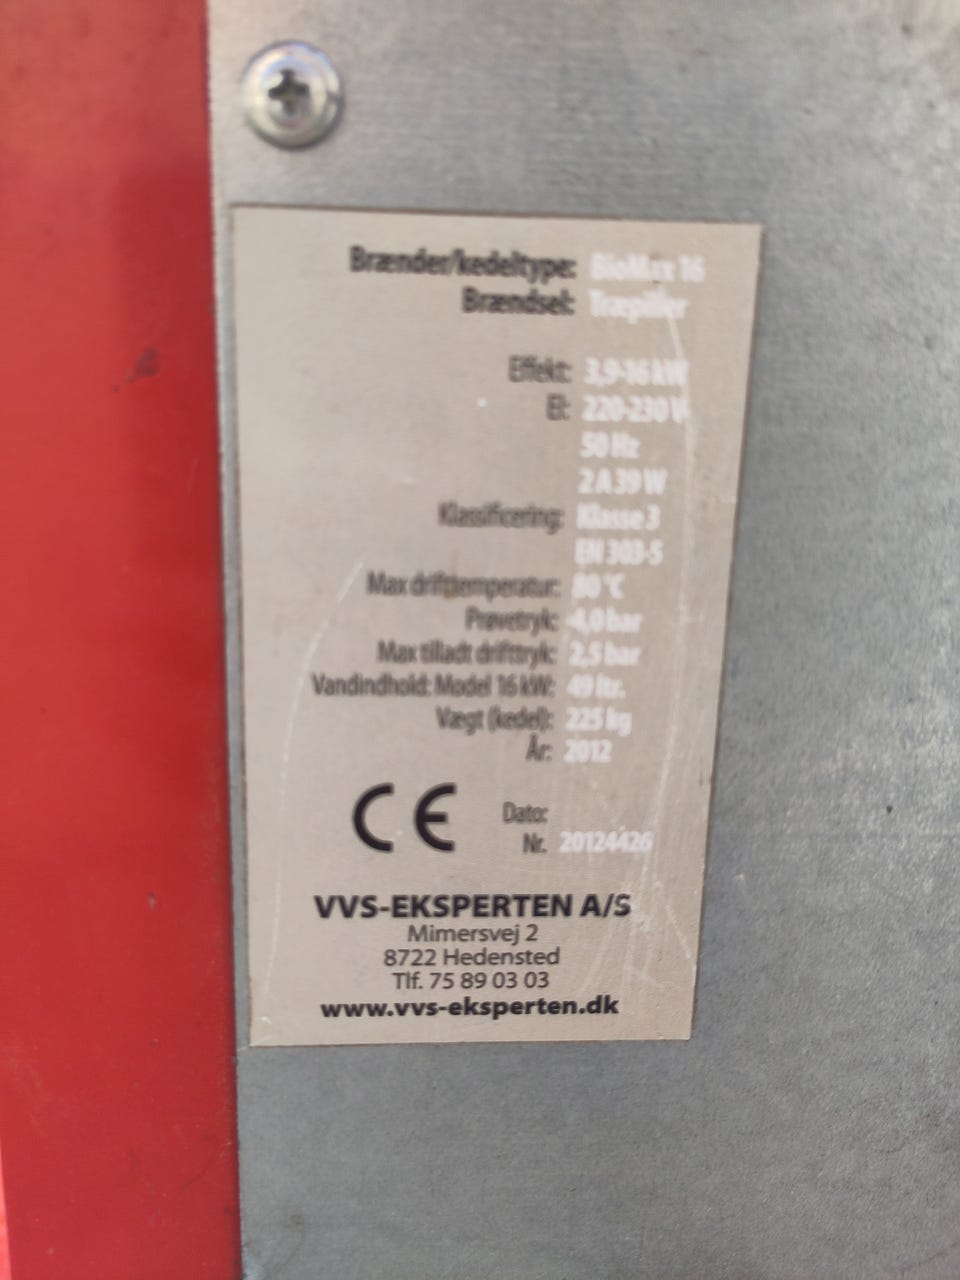 Brænder/kedeltype: BioMax 16
Brændsel: Træpiller
Effekt: 3,9-16 kW
El: 220-230 V
50 Hz
2 A 39 W
Klassificering: Klasse 3
EN 303-5
Max driftstemperatur: 80 °C
Prøvetryk: 4,0 bar
Max tilladt drifttryk: 2,5 bar
Vandindhold: Model 16 kW: 49 ltr.
Vægt (kedel): 225 kg
År: 2012
CE
Dato:
Nr. 20124426
VVS-EKSPERTEN A/S
Mimersvej 2
8722 Hedensted
Tlf. 75 89 03 03
www.vvs-eksperten.dk